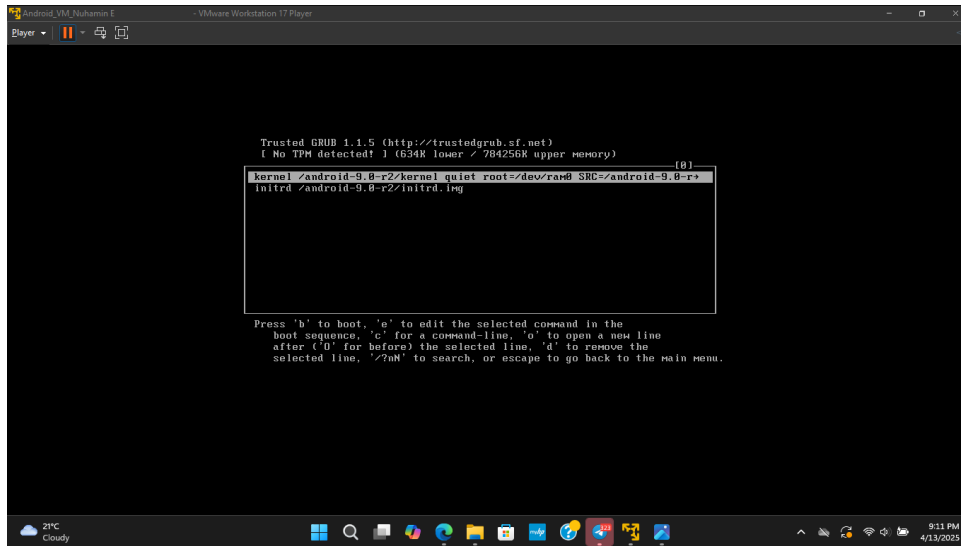 Android_VM_Nuhamin E - VMware Workstation 17 Player
Player
Trusted GRUB 1.1.5 (http://trustedgrub.sf.net)
[ No TPM detected! ] (634K lower / 784256K upper memory)
[0]
kernel /android-9.0-r2/kernel quiet root=/dev/ram0 SRC=/android-9.0-r→
initrd /android-9.0-r2/initrd.img
Press 'b' to boot, 'e' to edit the selected command in the
boot sequence, 'c' for a command-line, 'o' to open a new line
after ('O' for before) the selected line, 'd' to remove the
selected line, '/?nN' to search, or escape to go back to the main menu.
21°C
Cloudy
323
9:11 PM
4/13/2025